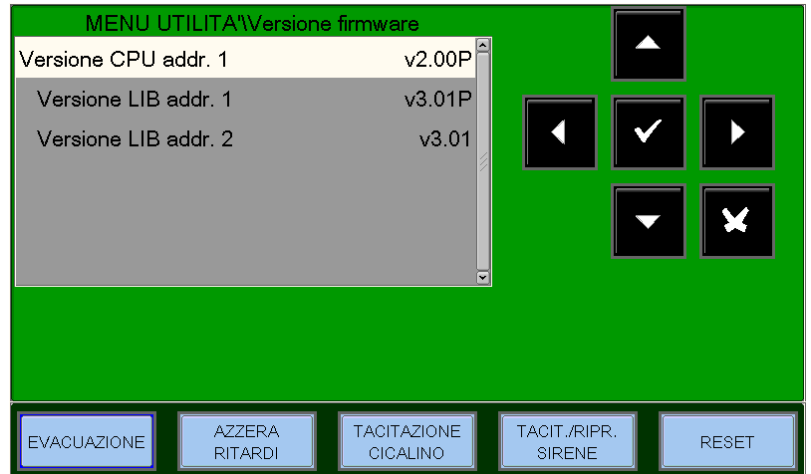 MENU UTILITA'\Versione firmware
Versione CPU addr. 1 v2.00P
Versione LIB addr. 1 v3.01P
Versione LIB addr. 2 v3.01
EVACUAZIONE
AZZERA
RITARDI
TACITAZIONE
CICALINO
TACIT./RIPR.
SIRENE
RESET